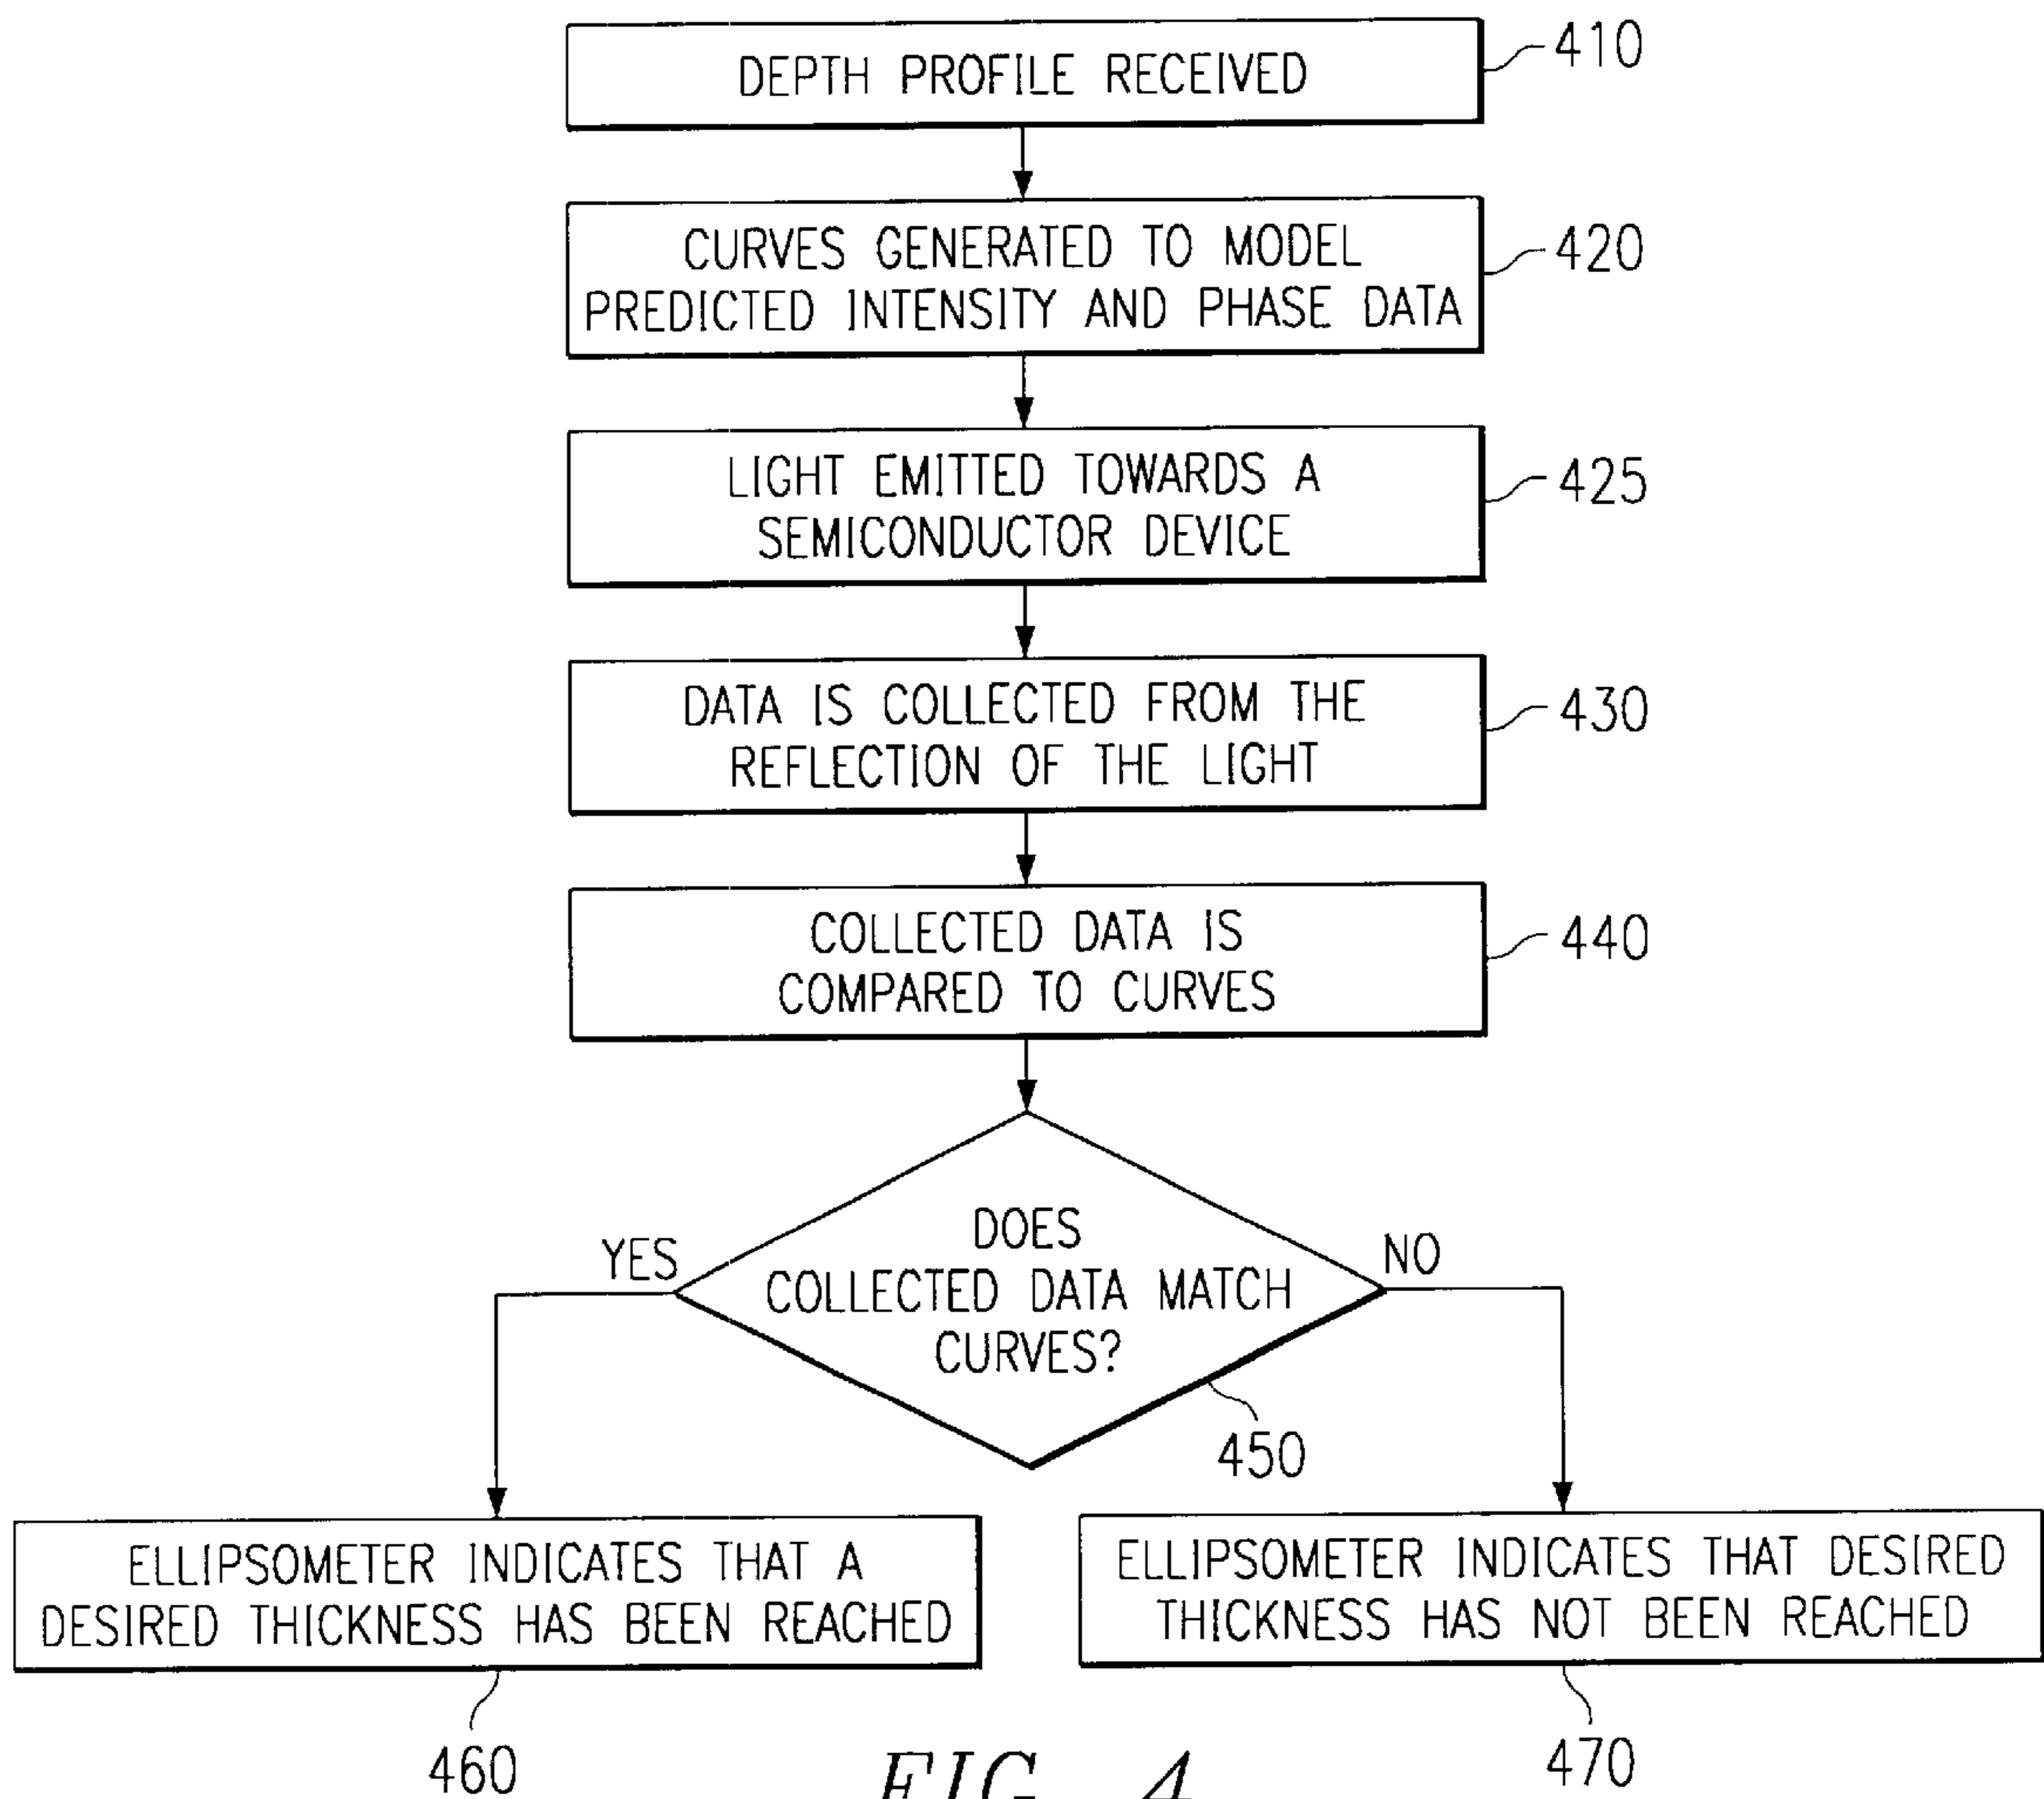 DEPTH PROFILE RECEIVED
410
CURVES GENERATED TO MODEL
PREDICTED INTENSITY AND PHASE DATA
420
LIGHT EMITTED TOWARDS A
SEMICONDUCTOR DEVICE
425
DATA IS COLLECTED FROM THE
REFLECTION OF THE LIGHT
430
COLLECTED DATA IS
COMPARED TO CURVES
440
DOES
COLLECTED DATA MATCH
CURVES?
YES
NO
450
ELLIPSOMETER INDICATES THAT A
DESIRED THICKNESS HAS BEEN REACHED
460
ELLIPSOMETER INDICATES THAT DESIRED
THICKNESS HAS NOT BEEN REACHED
470
FIG. 4